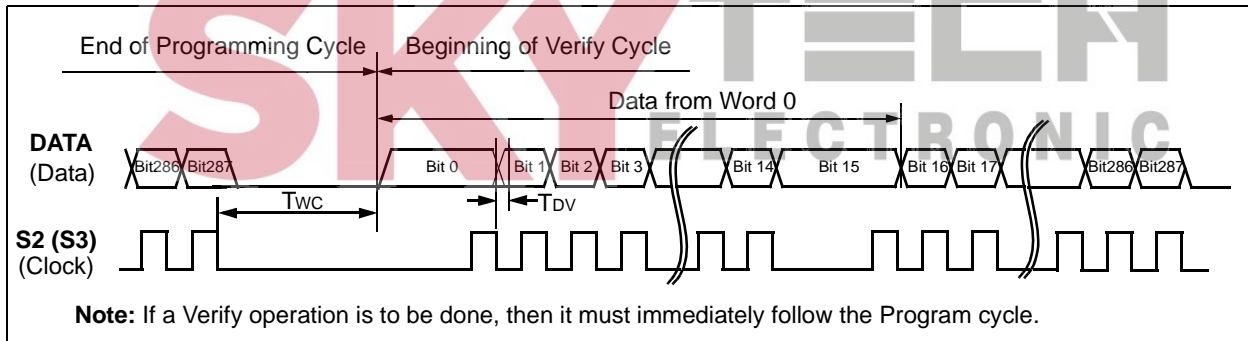 SKYTECH
ELECTRONIC
End of Programming Cycle
Beginning of Verify Cycle
Data from Word 0
DATA
(Data)
Bit286
Bit287
Bit 0
Bit 1
Bit 2
Bit 3
Bit 14
Bit 15
Bit 16
Bit 17
Bit286
Bit287
TWC
TDV
S2 (S3)
(Clock)
Note: If a Verify operation is to be done, then it must immediately follow the Program cycle.